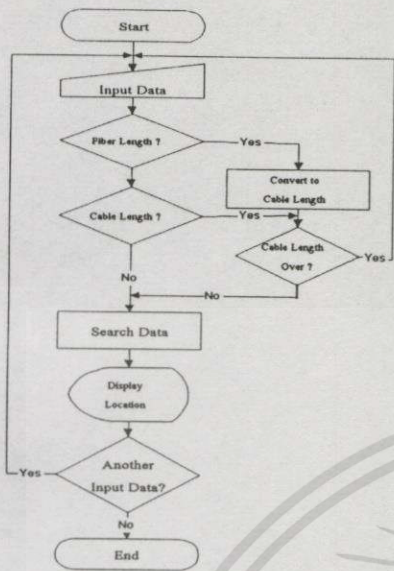 Start
Input Data
Fiber Length ?
Yes
Convert to
Cable Length
Cable Length ?
Yes
Cable Length
Over ?
Yes
No
No
Search Data
Display
Location
Another
Input Data?
Yes
No
End